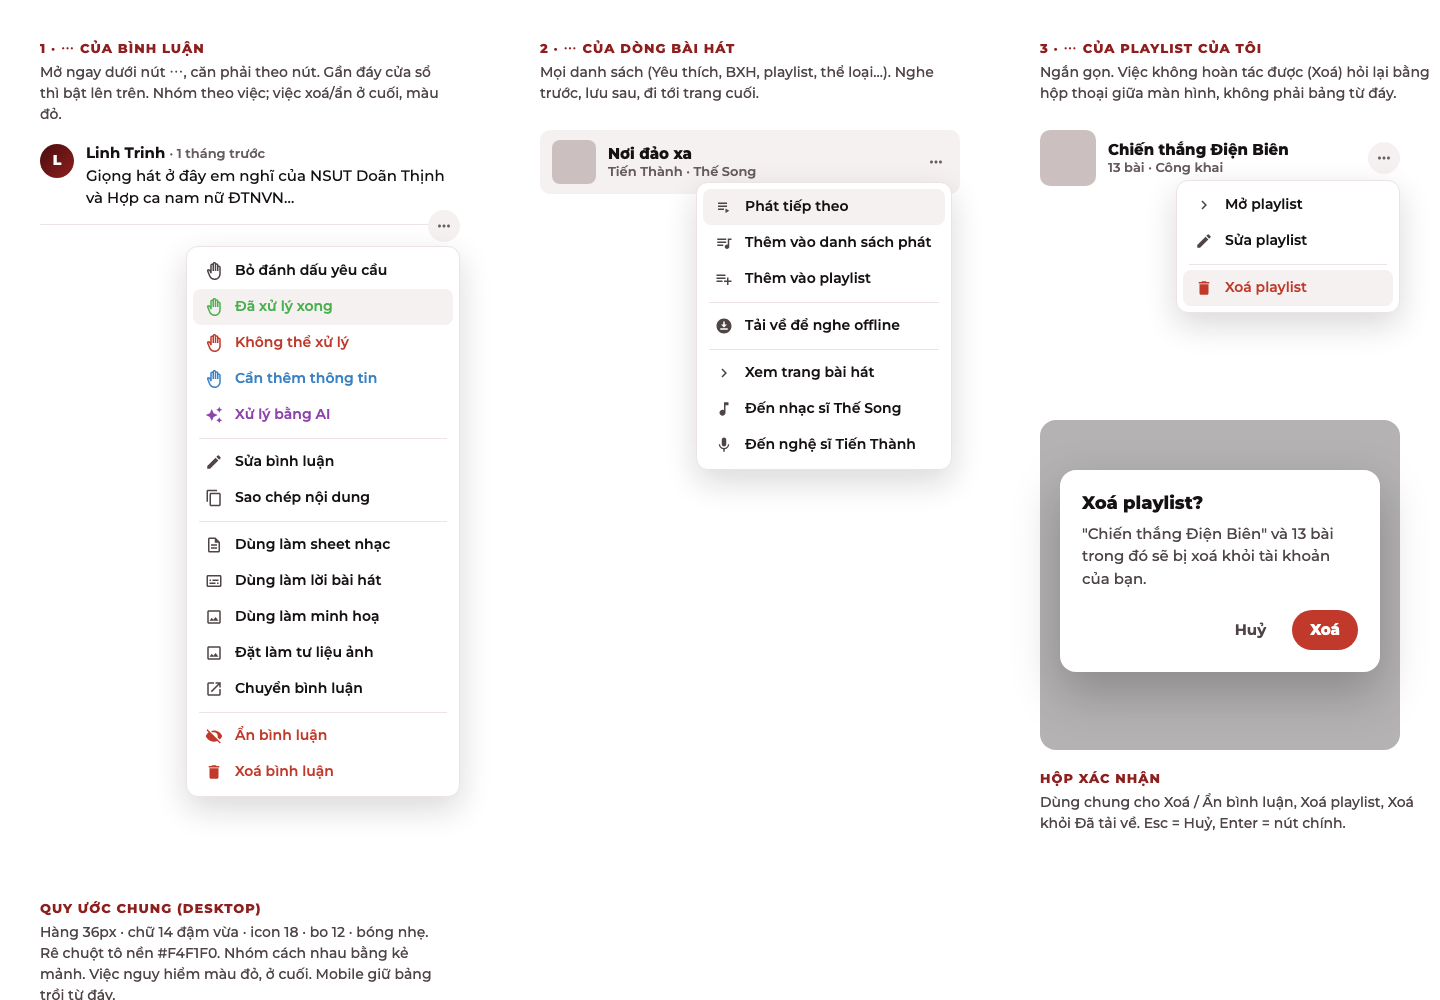 1 · ··· CỦA BÌNH LUẬN
Mở ngay dưới nút ···, căn phải theo nút. Gần đáy cửa sổ
thì bật lên trên. Nhóm theo việc; việc xoá/ẩn ở cuối, màu
đỏ.
L
Linh Trinh · 1 tháng trước
Giọng hát ở đây em nghĩ của NSUT Doãn Thịnh
và Hợp ca nam nữ ĐTNVN...
Bỏ đánh dấu yêu cầu
Đã xử lý xong
Không thể xử lý
Cần thêm thông tin
Xử lý bằng AI
Sửa bình luận
Sao chép nội dung
Dùng làm sheet nhạc
Dùng làm lời bài hát
Dùng làm minh hoạ
Đặt làm tư liệu ảnh
Chuyển bình luận
Ẩn bình luận
Xoá bình luận
QUY ƯỚC CHUNG (DESKTOP)
Hàng 36px · chữ 14 đậm vừa · icon 18 · bo 12 · bóng nhẹ.
Rê chuột tô nền #F4F1F0. Nhóm cách nhau bằng kẻ
mảnh. Việc nguy hiểm màu đỏ, ở cuối. Mobile giữ bảng
trồi từ đáy.
2 · ··· CỦA DÒNG BÀI HÁT
Mọi danh sách (Yêu thích, BXH, playlist, thể loại...). Nghe
trước, lưu sau, đi tới trang cuối.
Nơi đảo xa
Tiến Thành · Thế Song
Phát tiếp theo
Thêm vào danh sách phát
Thêm vào playlist
Tải về để nghe offline
Xem trang bài hát
Đến nhạc sĩ Thế Song
Đến nghệ sĩ Tiến Thành
3 · ··· CỦA PLAYLIST CỦA TÔI
Ngắn gọn. Việc không hoàn tác được (Xoá) hỏi lại bằng
hộp thoại giữa màn hình, không phải bảng từ đáy.
Chiến thắng Điện Biên
13 bài · Công khai
Mở playlist
Sửa playlist
Xoá playlist
Xoá playlist?
"Chiến thắng Điện Biên" và 13 bài
trong đó sẽ bị xoá khỏi tài khoản
của bạn.
Huỷ
Xoá
HỘP XÁC NHẬN
Dùng chung cho Xoá / Ẩn bình luận, Xoá playlist, Xoá
khỏi Đã tải về. Esc = Huỷ, Enter = nút chính.